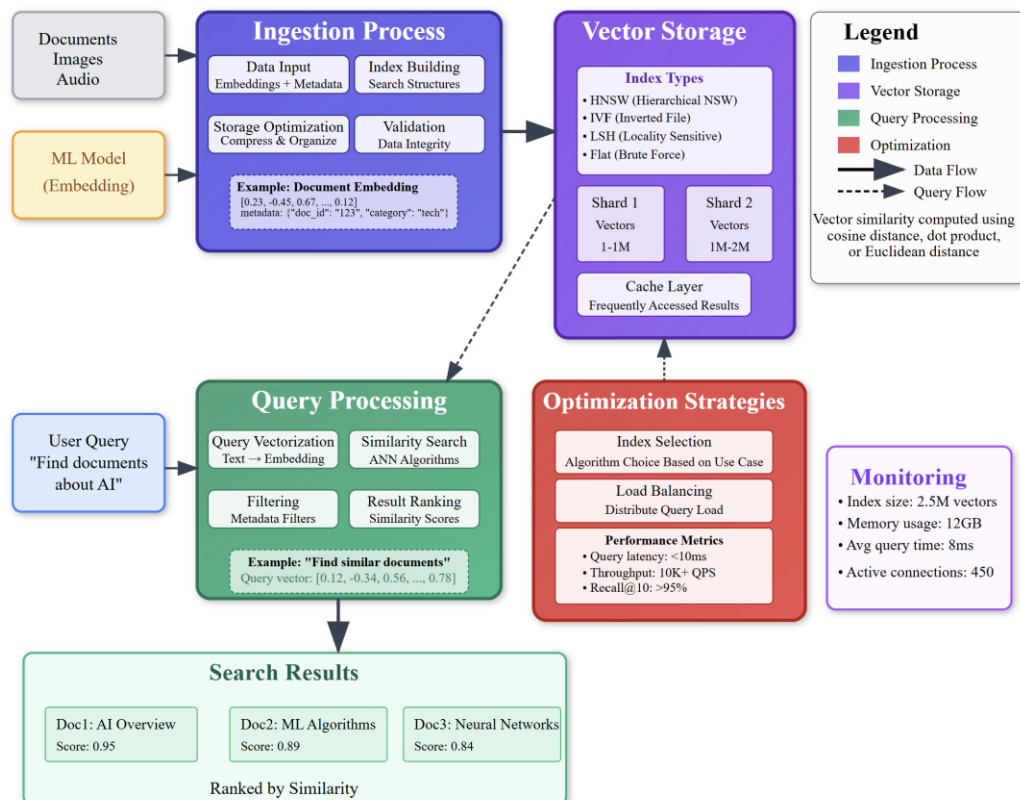 Documents
Images
Audio
ML Model
(Embedding)
Ingestion Process
Data Input
Embeddings + Metadata
Index Building
Search Structures
Storage Optimization
Compress & Organize
Validation
Data Integrity
Example: Document Embedding
[0.23, -0.45, 0.67, ..., 0.12]
metadata: {"doc_id": "123", "category": "tech"}
Vector Storage
Index Types
• HNSW (Hierarchical NSW)
• IVF (Inverted File)
• LSH (Locality Sensitive)
• Flat (Brute Force)
Shard 1
Vectors
1-1M
Shard 2
Vectors
1M-2M
Cache Layer
Frequently Accessed Results
Legend
Ingestion Process
Vector Storage
Query Processing
Optimization
Data Flow
Query Flow
Vector similarity computed using
cosine distance, dot product,
or Euclidean distance
User Query
"Find documents
about AI"
Query Processing
Query Vectorization
Text → Embedding
Similarity Search
ANN Algorithms
Filtering
Metadata Filters
Result Ranking
Similarity Scores
Example: "Find similar documents"
Query vector: [0.12, -0.34, 0.56, ..., 0.78]
Optimization Strategies
Index Selection
Algorithm Choice Based on Use Case
Load Balancing
Distribute Query Load
Performance Metrics
• Query latency: <10ms
• Throughput: 10K+ QPS
• Recall@10: >95%
Monitoring
• Index size: 2.5M vectors
• Memory usage: 12GB
• Avg query time: 8ms
• Active connections: 450
Search Results
Doc1: AI Overview
Score: 0.95
Doc2: ML Algorithms
Score: 0.89
Doc3: Neural Networks
Score: 0.84
Ranked by Similarity